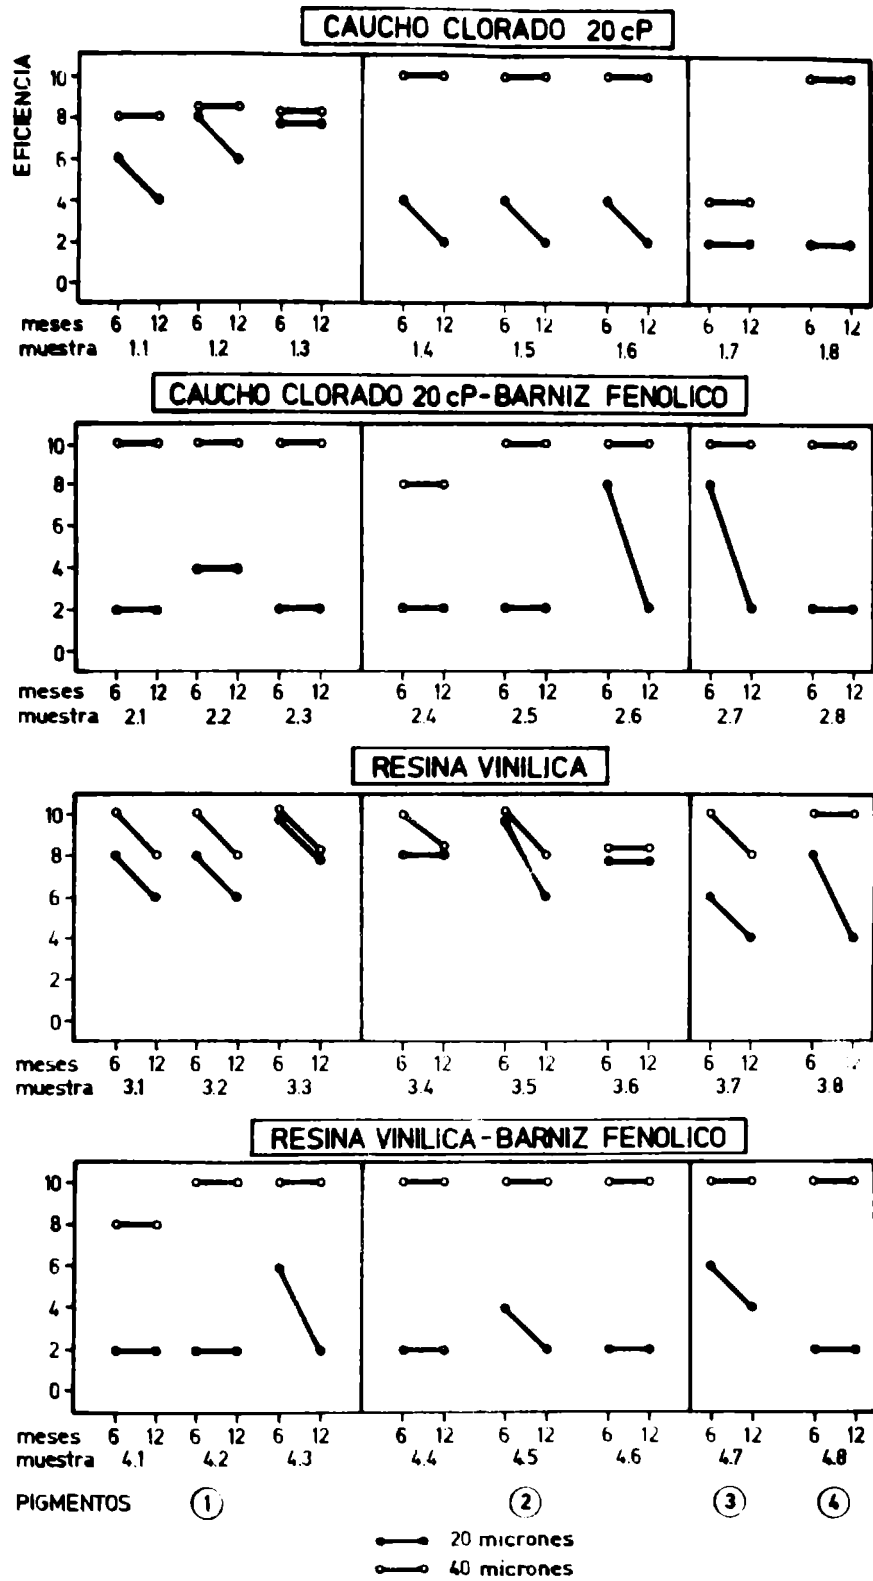 CAUCHO CLORADO 20 cP
EFICIENCIA
10
8
6
4
2
0
meses 6 12 6 12 6 12 6 12 6 12 6 12 6 12 6 12
muestra 1.1 1.2 1.3 1.4 1.5 1.6 1.7 1.8
CAUCHO CLORADO 20 cP-BARNIZ FENOLICO
10
8
6
4
2
0
meses 6 12 6 12 6 12 6 12 6 12 6 12 6 12 6 12
muestra 2.1 2.2 2.3 2.4 2.5 2.6 2.7 2.8
RESINA VINILICA
10
8
6
4
2
0
meses 6 12 6 12 6 12 6 12 6 12 6 12 6 12 6 12
muestra 3.1 3.2 3.3 3.4 3.5 3.6 3.7 3.8
RESINA VINILICA-BARNIZ FENOLICO
10
8
6
4
2
0
meses 6 12 6 12 6 12 6 12 6 12 6 12 6 12 6 12
muestra 4.1 4.2 4.3 4.4 4.5 4.6 4.7 4.8
PIGMENTOS 1 2 3 4
20 micrones
40 micrones